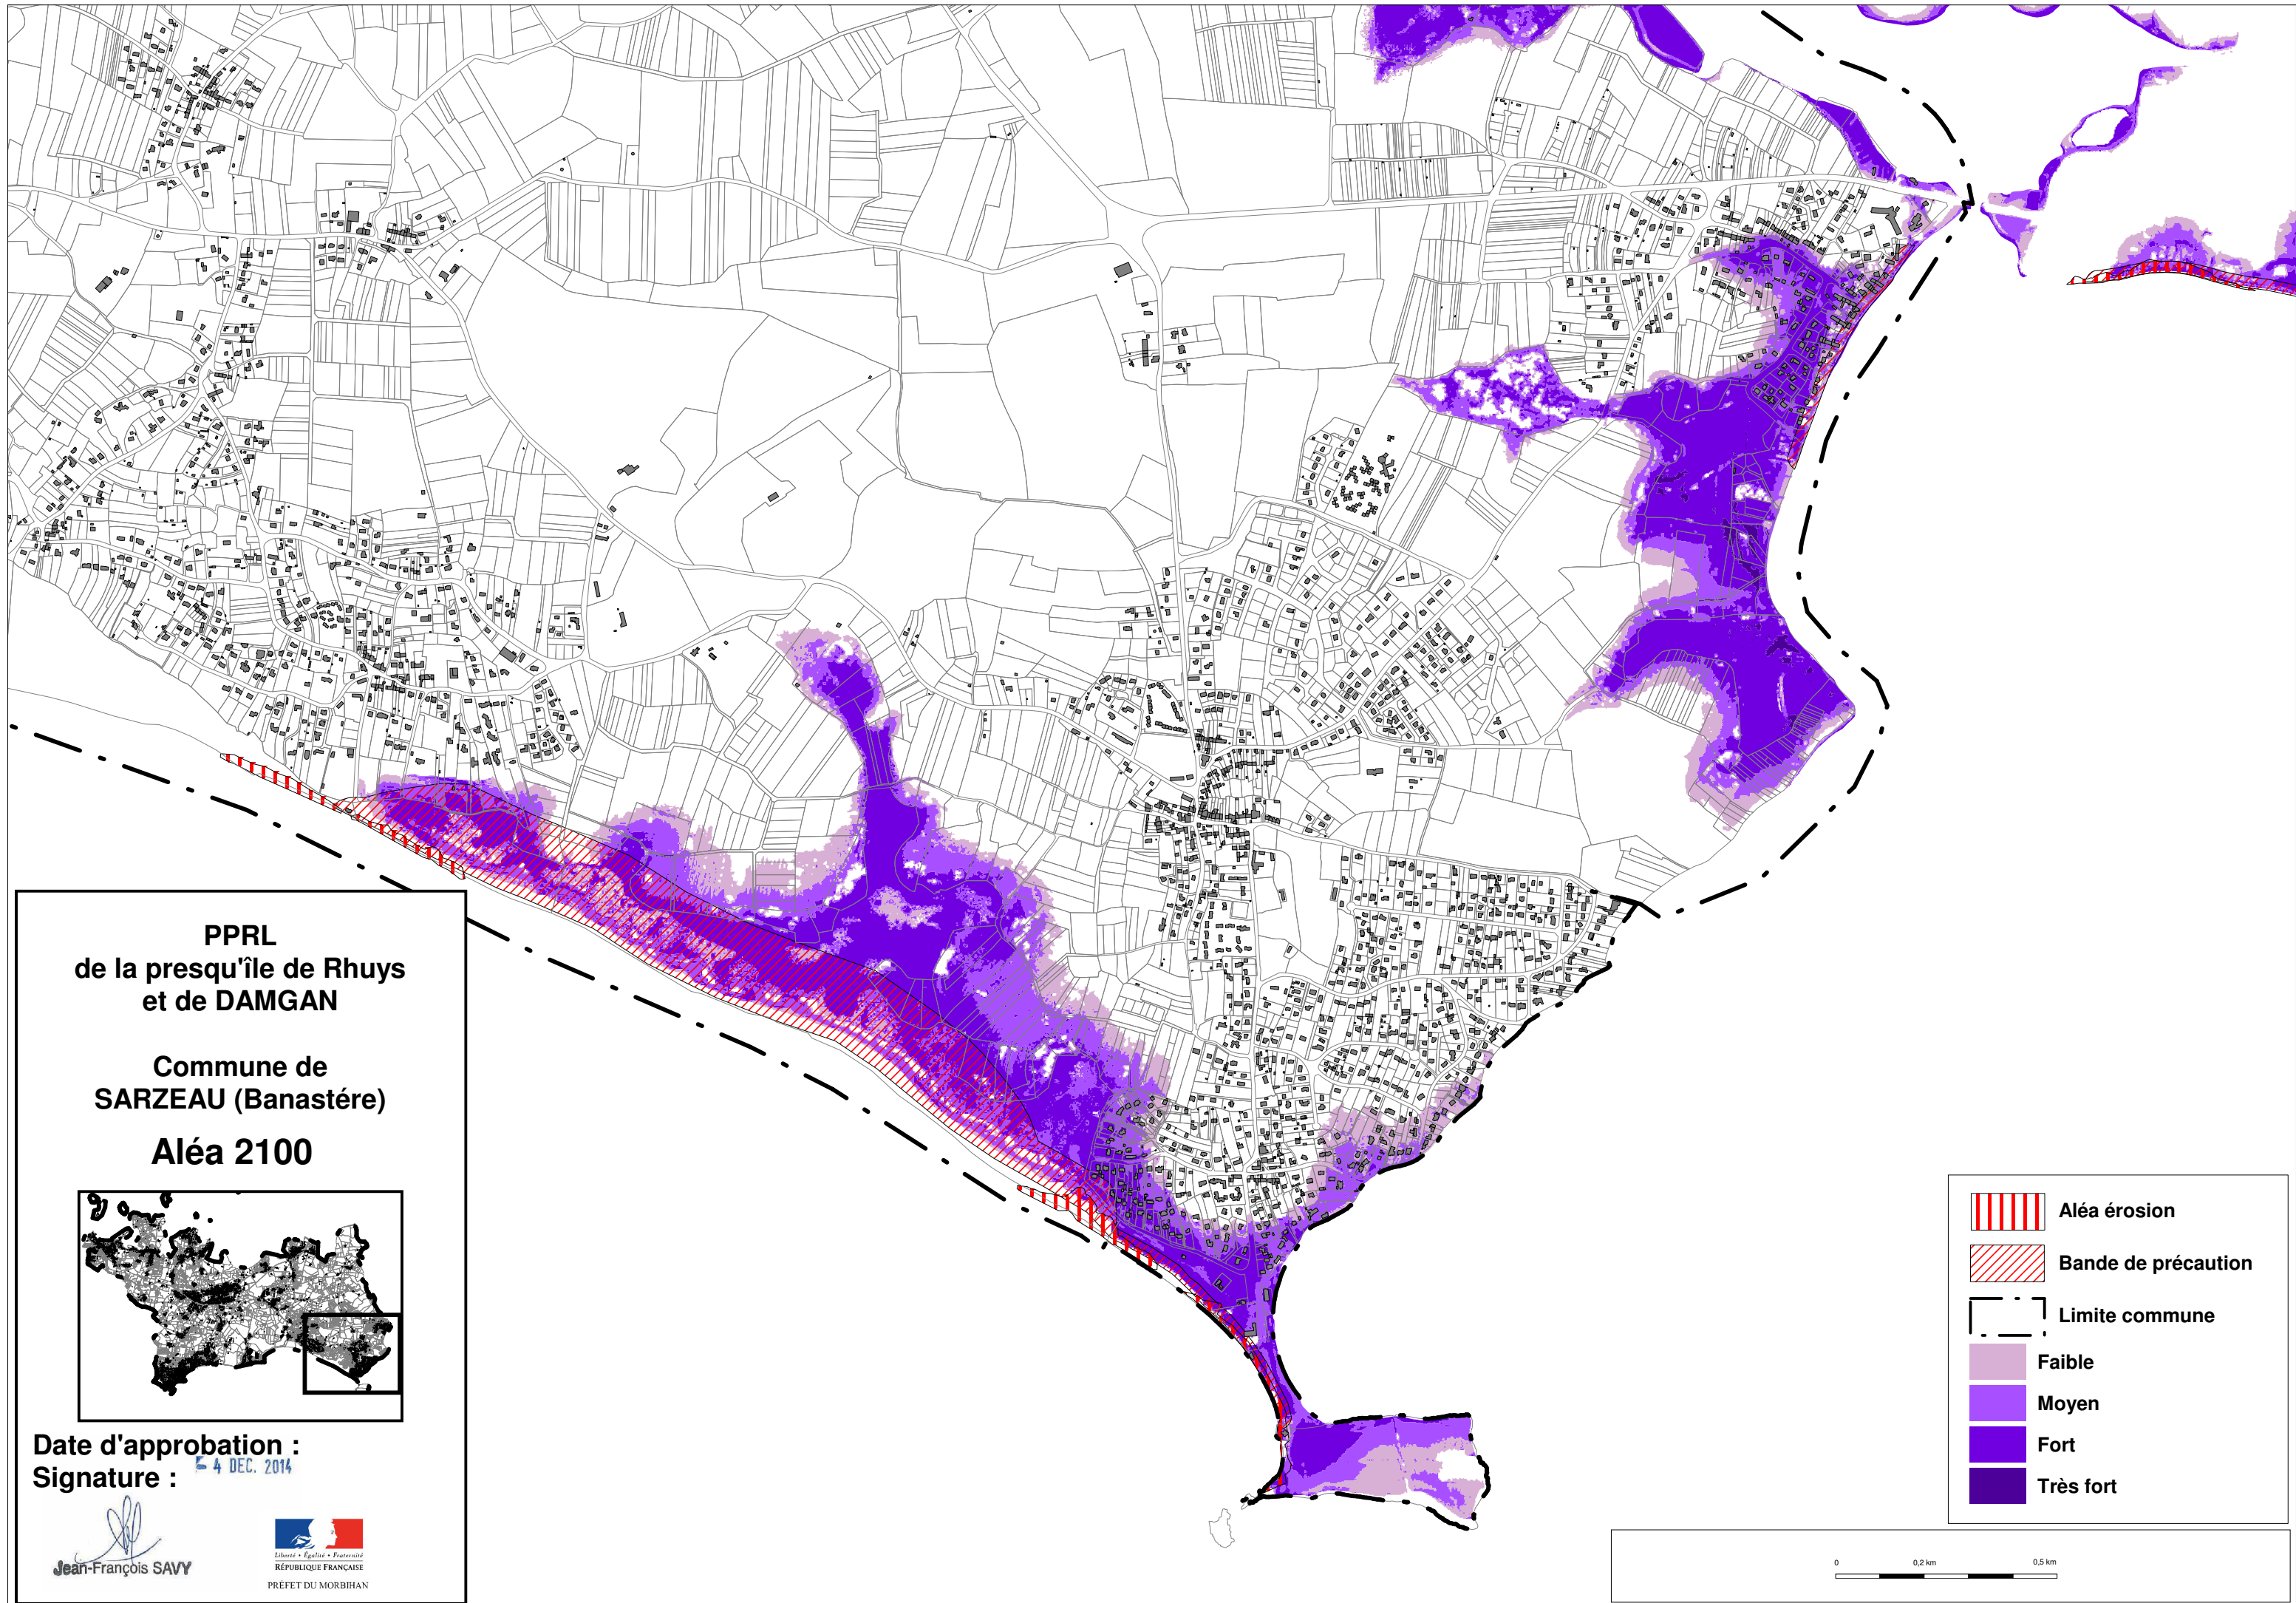 PPRL
de la presqu'île de Rhuys
et de DAMGAN
Commune de
SARZEAU (Banastére)
Aléa 2100
Date d'approbation :
4 DEC. 2014
Signature :
Jean-François SAVY
Liberté • Égalité • Fraternité
RÉPUBLIQUE FRANÇAISE
PRÉFET DU MORBIHAN
Aléa érosion
Bande de précaution
Limite commune
Faible
Moyen
Fort
Très fort
0 0,2 km 0,5 km